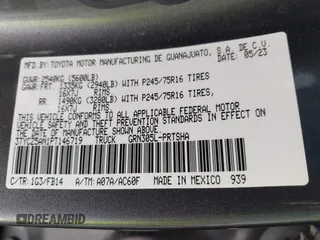 MFD.BY:TOYOTA MOTOR MANUFACTURING DE GUANAJUATO, S.A. DE C.V.
05/23
GVWR:2540KG (5600LB)
GAWR:FRT. 1335KG (2940LB)WITH P245/75R16 TIRES
16X7J RIMS
RR. 1490KG (3280LB)WITH P245/75R16 TIRES
16X7J RIMS
THIS VEHICLE CONFORMS TO ALL APPLICABLE FEDERAL MOTOR
VEHICLE SAFETY AND THEFT PREVENTION STANDARDS IN EFFECT ON
THE DATE OF MANUFACTURE SHOWN ABOVE.
3TYCZ5AN1PT146719 TRUCK GRN305L-PRTSHA
C/TR: 1G3/FB14 A/TM: A07A/AC60F MADE IN MEXICO 939
DREAMBID